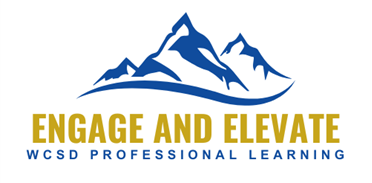 ENGAGE AND ELEVATE
WCSD PROFESSIONAL LEARNING